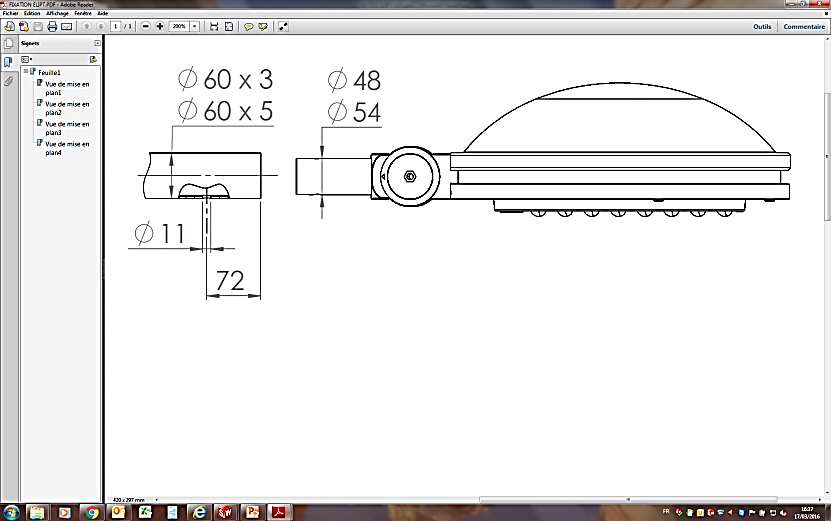 FIXATION ELIPT.PDF - Adobe Reader
Fichier Edition Affichage Fenêtre Aide
1 / 1 200%
Outils Commentaire
Signets
Feuille1
Vue de mise en
plan1
Vue de mise en
plan2
Vue de mise en
plan3
Vue de mise en
plan4
∅ 60 x 3
∅ 60 x 5
∅ 48
∅ 54
∅ 11
72
420 x 297 mm
FR
16:37
17/03/2016